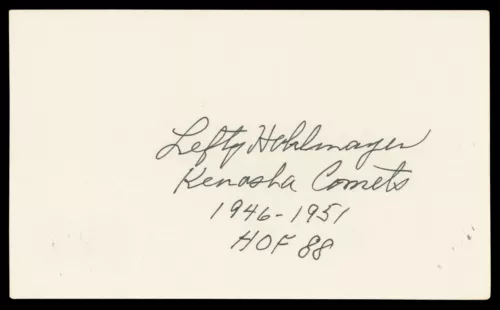 Lefty Hohlmayer
Kenosha Comets
1946-1951
HOF 88